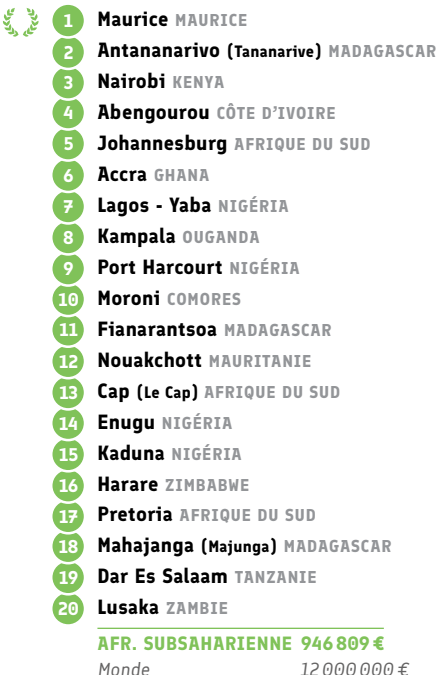 1 Maurice MAURICE
2 Antananarivo (Tananarive) MADAGASCAR
3 Nairobi KENYA
4 Abengourou CÔTE D'IVOIRE
5 Johannesburg AFRIQUE DU SUD
6 Accra GHANA
7 Lagos - Yaba NIGÉRIA
8 Kampala OUGANDA
9 Port Harcourt NIGÉRIA
10 Moroni COMORES
11 Fianarantsoa MADAGASCAR
12 Nouakchott MAURITANIE
13 Cap (Le Cap) AFRIQUE DU SUD
14 Enugu NIGÉRIA
15 Kaduna NIGÉRIA
16 Harare ZIMBABWE
17 Pretoria AFRIQUE DU SUD
18 Mahajanga (Majunga) MADAGASCAR
19 Dar Es Salaam TANZANIE
20 Lusaka ZAMBIE
AFR. SUBSAHARIENNE 946 809 €
Monde 12 000 000 €